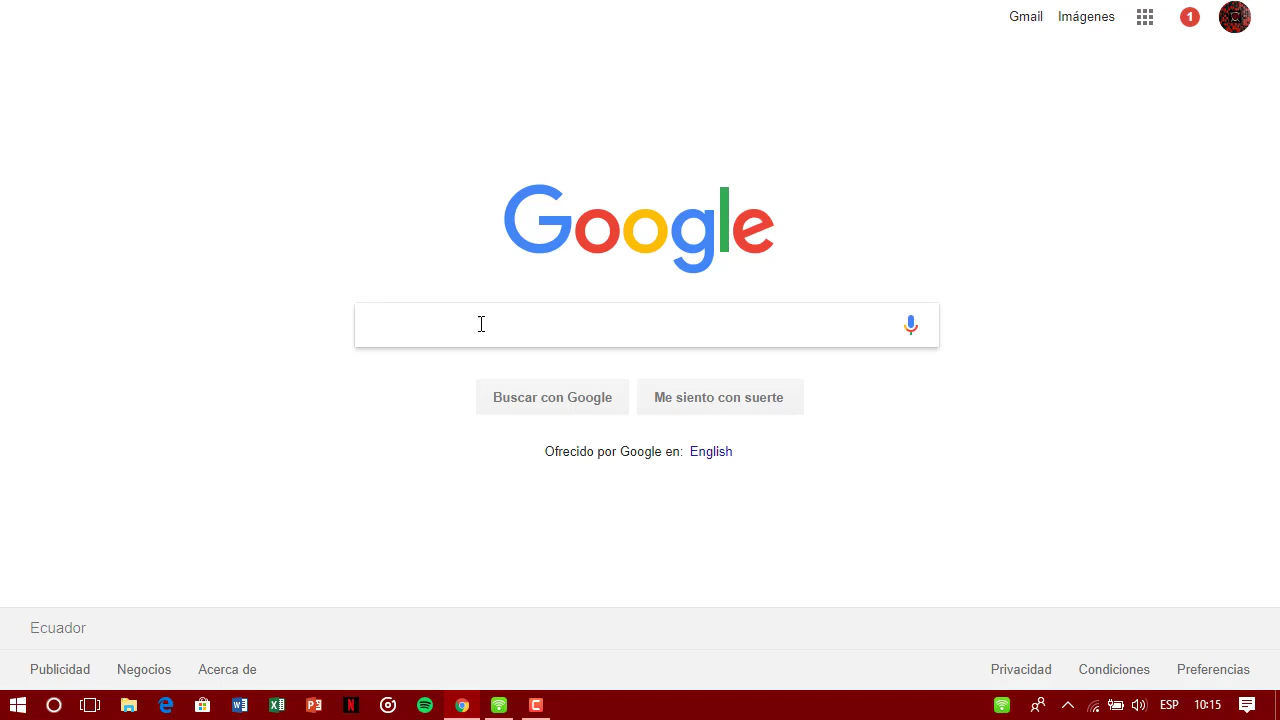 Gmail Imágenes 1
Google
Buscar con Google Me siento con suerte
Ofrecido por Google en: English
Ecuador
Publicidad Negocios Acerca de Privacidad Condiciones Preferencias
ESP 10:15